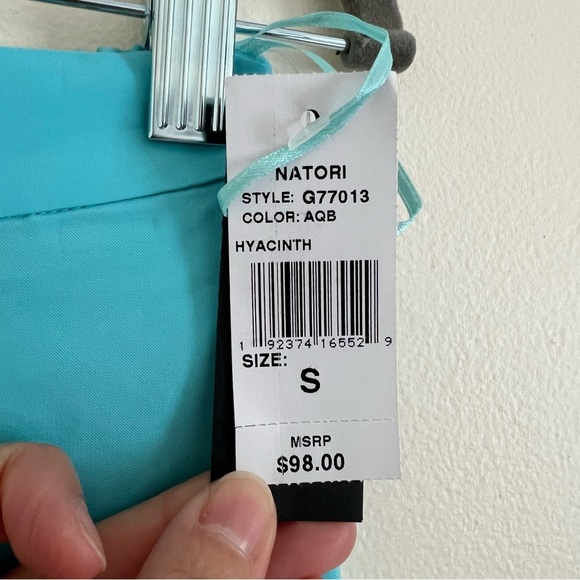 NATORI
STYLE: G77013
COLOR: AQB
HYACINTH
1 92374 16552 9
SIZE:
S
MSRP
$98.00